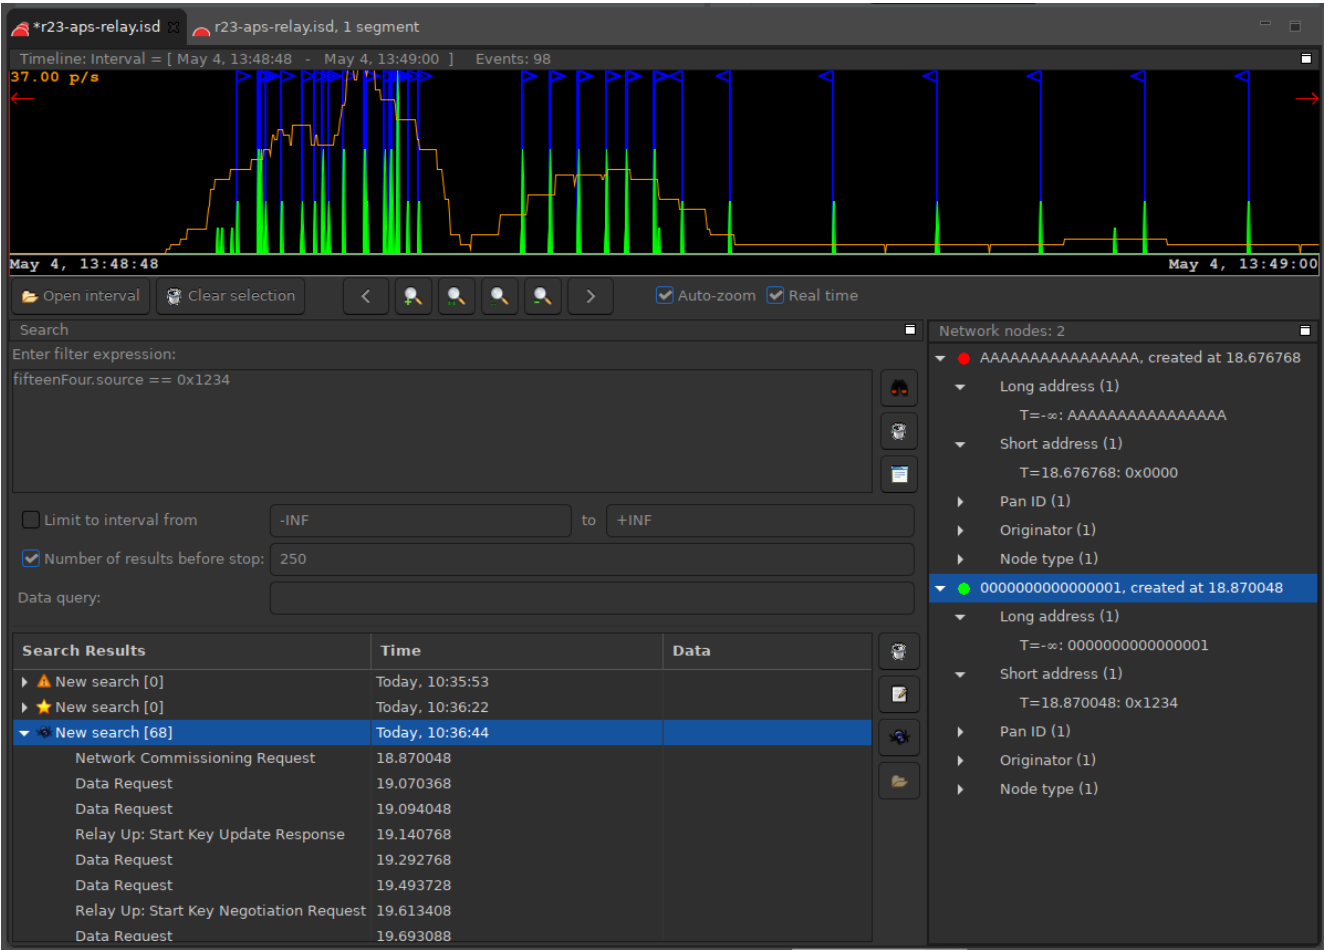 *r23-aps-relay.isd r23-aps-relay.isd, 1 segment
Timeline: Interval = [ May 4, 13:48:48 - May 4, 13:49:00 ] Events: 98
37.00 p/s
May 4, 13:48:48 May 4, 13:49:00
Open interval Clear selection < > Auto-zoom Real time
Search
Enter filter expression:
fifteenFour.source == 0x1234
Limit to interval from -INF to +INF
Number of results before stop: 250
Data query:
Search Results Time Data
New search [0] Today, 10:35:53
New search [0] Today, 10:36:22
New search [68] Today, 10:36:44
Network Commissioning Request 18.870048
Data Request 19.070368
Data Request 19.094048
Relay Up: Start Key Update Response 19.140768
Data Request 19.292768
Data Request 19.493728
Relay Up: Start Key Negotiation Request 19.613408
Data Request 19.693088
Network nodes: 2
AAAAAAAAAAAAAAAA, created at 18.676768
Long address (1)
T=-∞: AAAAAAAAAAAAAAAA
Short address (1)
T=18.676768: 0x0000
Pan ID (1)
Originator (1)
Node type (1)
0000000000000001, created at 18.870048
Long address (1)
T=-∞: 0000000000000001
Short address (1)
T=18.870048: 0x1234
Pan ID (1)
Originator (1)
Node type (1)